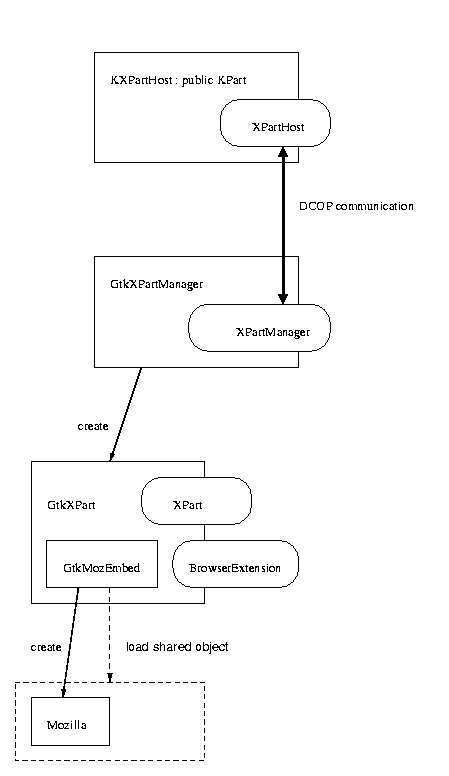 KXPartHost : public KPart
XPartHost
DCOP communication
GtkXPartManager
XPartManager
create
GtkXPart
XPart
GtkMozEmbed
BrowserExtension
create
load shared object
Mozilla